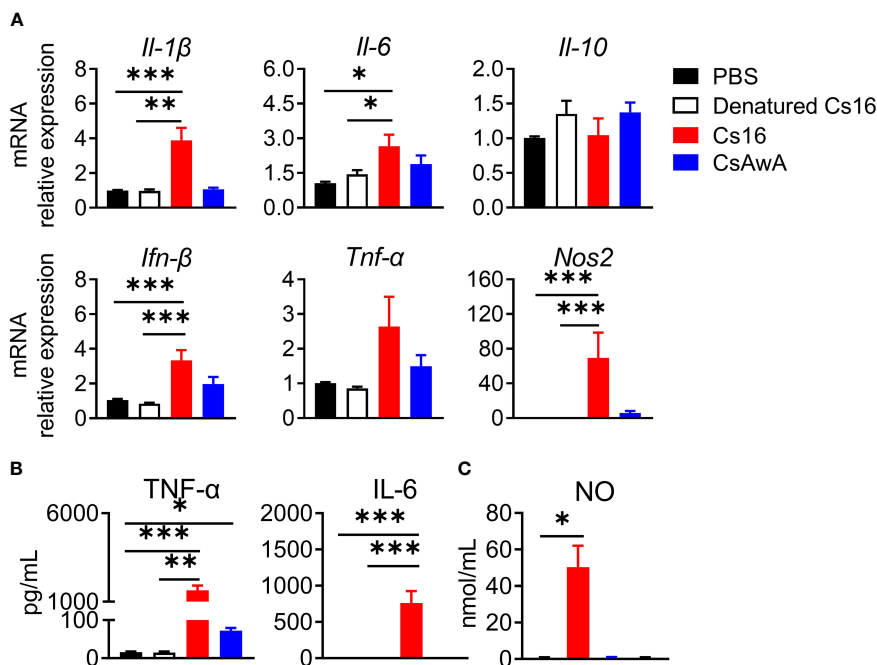 A
Il-1β
Il-6
Il-10
mRNA
relative expression
8
6
4
2
0
***
**
6.0
4.5
3.0
1.5
0.0
*
*
2.0
1.5
1.0
0.5
0.0
PBS
Denatured Cs16
Cs16
CsAwA
Ifn-β
Tnf-α
Nos2
mRNA
relative expression
8
6
4
2
0
***
***
4
3
2
1
0
160
120
80
40
0
***
***
B
TNF-α
pg/mL
6000
1000
100
0
*
***
**
IL-6
2000
1500
1000
500
0
***
***
C
NO
nmol/mL
80
60
40
20
0
*